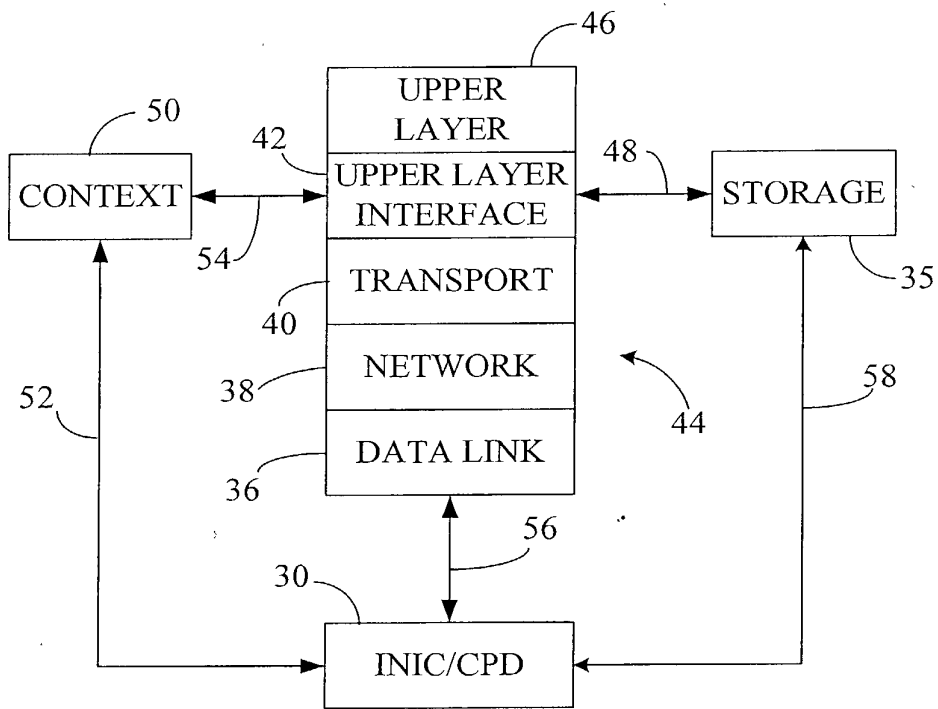 46
UPPER
LAYER
50
42
48
CONTEXT
UPPER LAYER
INTERFACE
STORAGE
54
TRANSPORT
40
35
NETWORK
52
38
44
58
DATA LINK
36
56
30
INIC/CPD